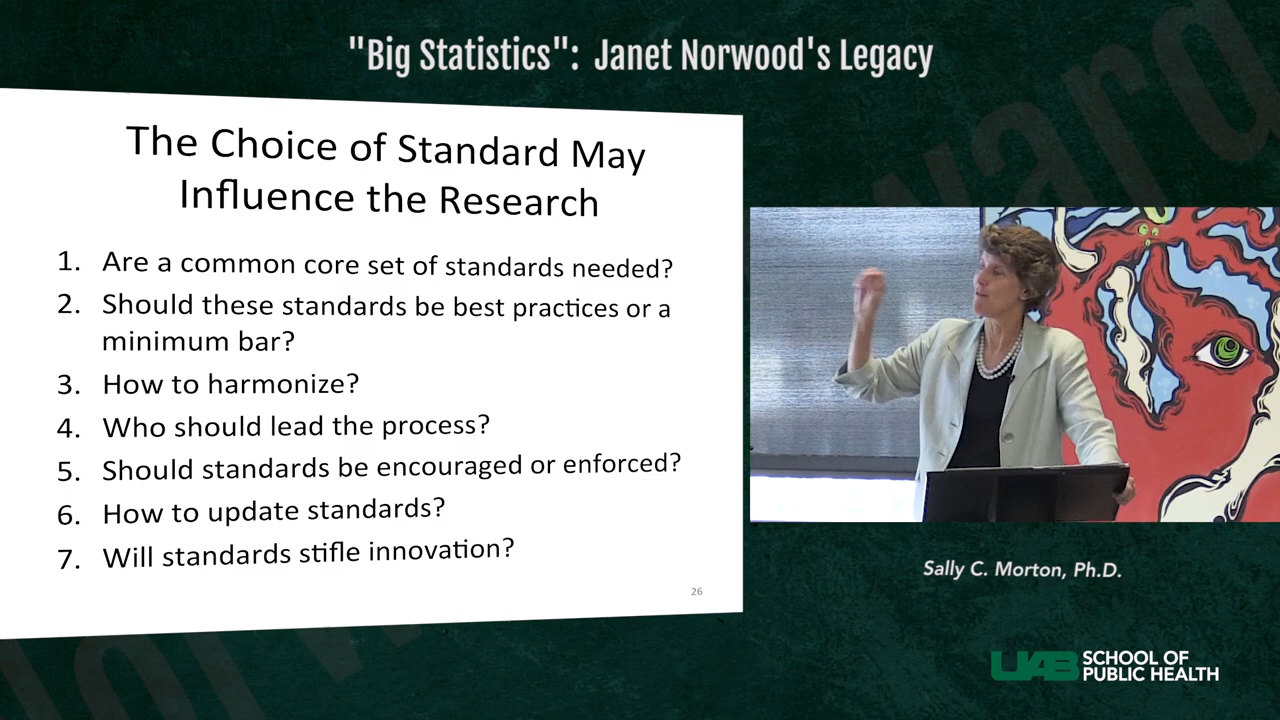 "Big Statistics": Janet Norwood's Legacy
The Choice of Standard May
Influence the Research
1. Are a common core set of standards needed?
2. Should these standards be best practices or a
minimum bar?
3. How to harmonize?
4. Who should lead the process?
5. Should standards be encouraged or enforced?
6. How to update standards?
7. Will standards stifle innovation?
26
Sally C. Morton, Ph.D.
UAB SCHOOL OF
PUBLIC HEALTH